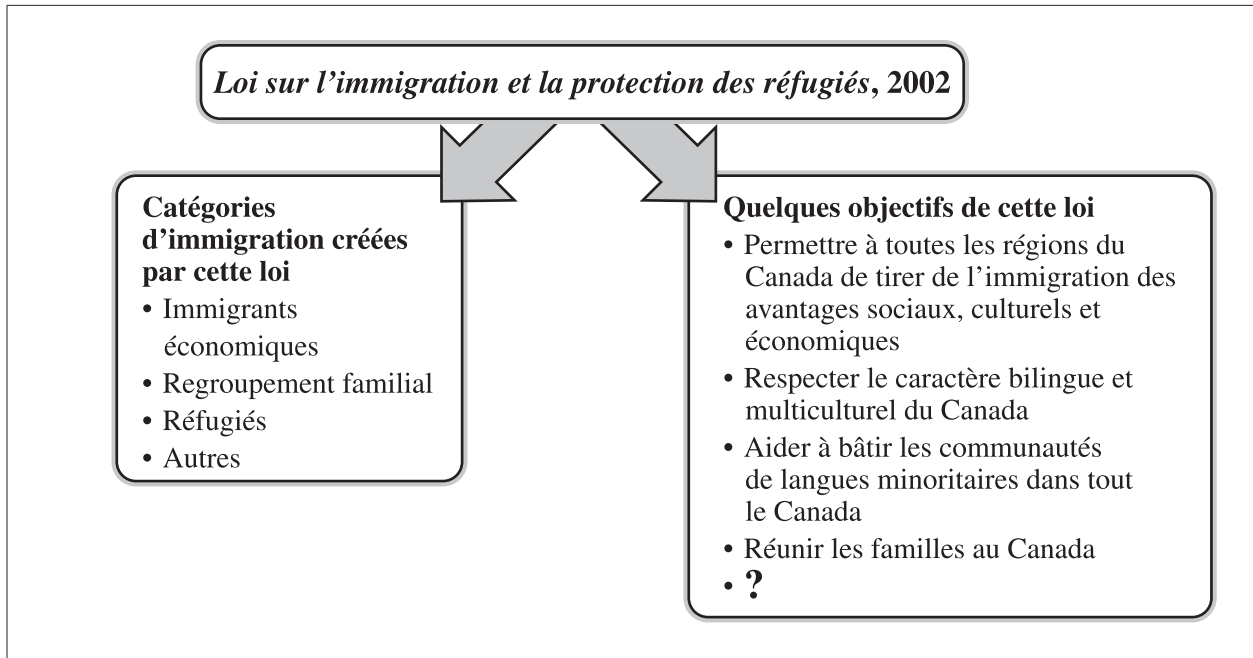 Loi sur l’immigration et la protection des réfugiés, 2002
Catégories
d’immigration créées
par cette loi
• Immigrants
économiques
• Regroupement familial
• Réfugiés
• Autres
Quelques objectifs de cette loi
• Permettre à toutes les régions du
Canada de tirer de l’immigration des
avantages sociaux, culturels et
économiques
• Respecter le caractère bilingue et
multiculturel du Canada
• Aider à bâtir les communautés
de langues minoritaires dans tout
le Canada
• Réunir les familles au Canada
• ?